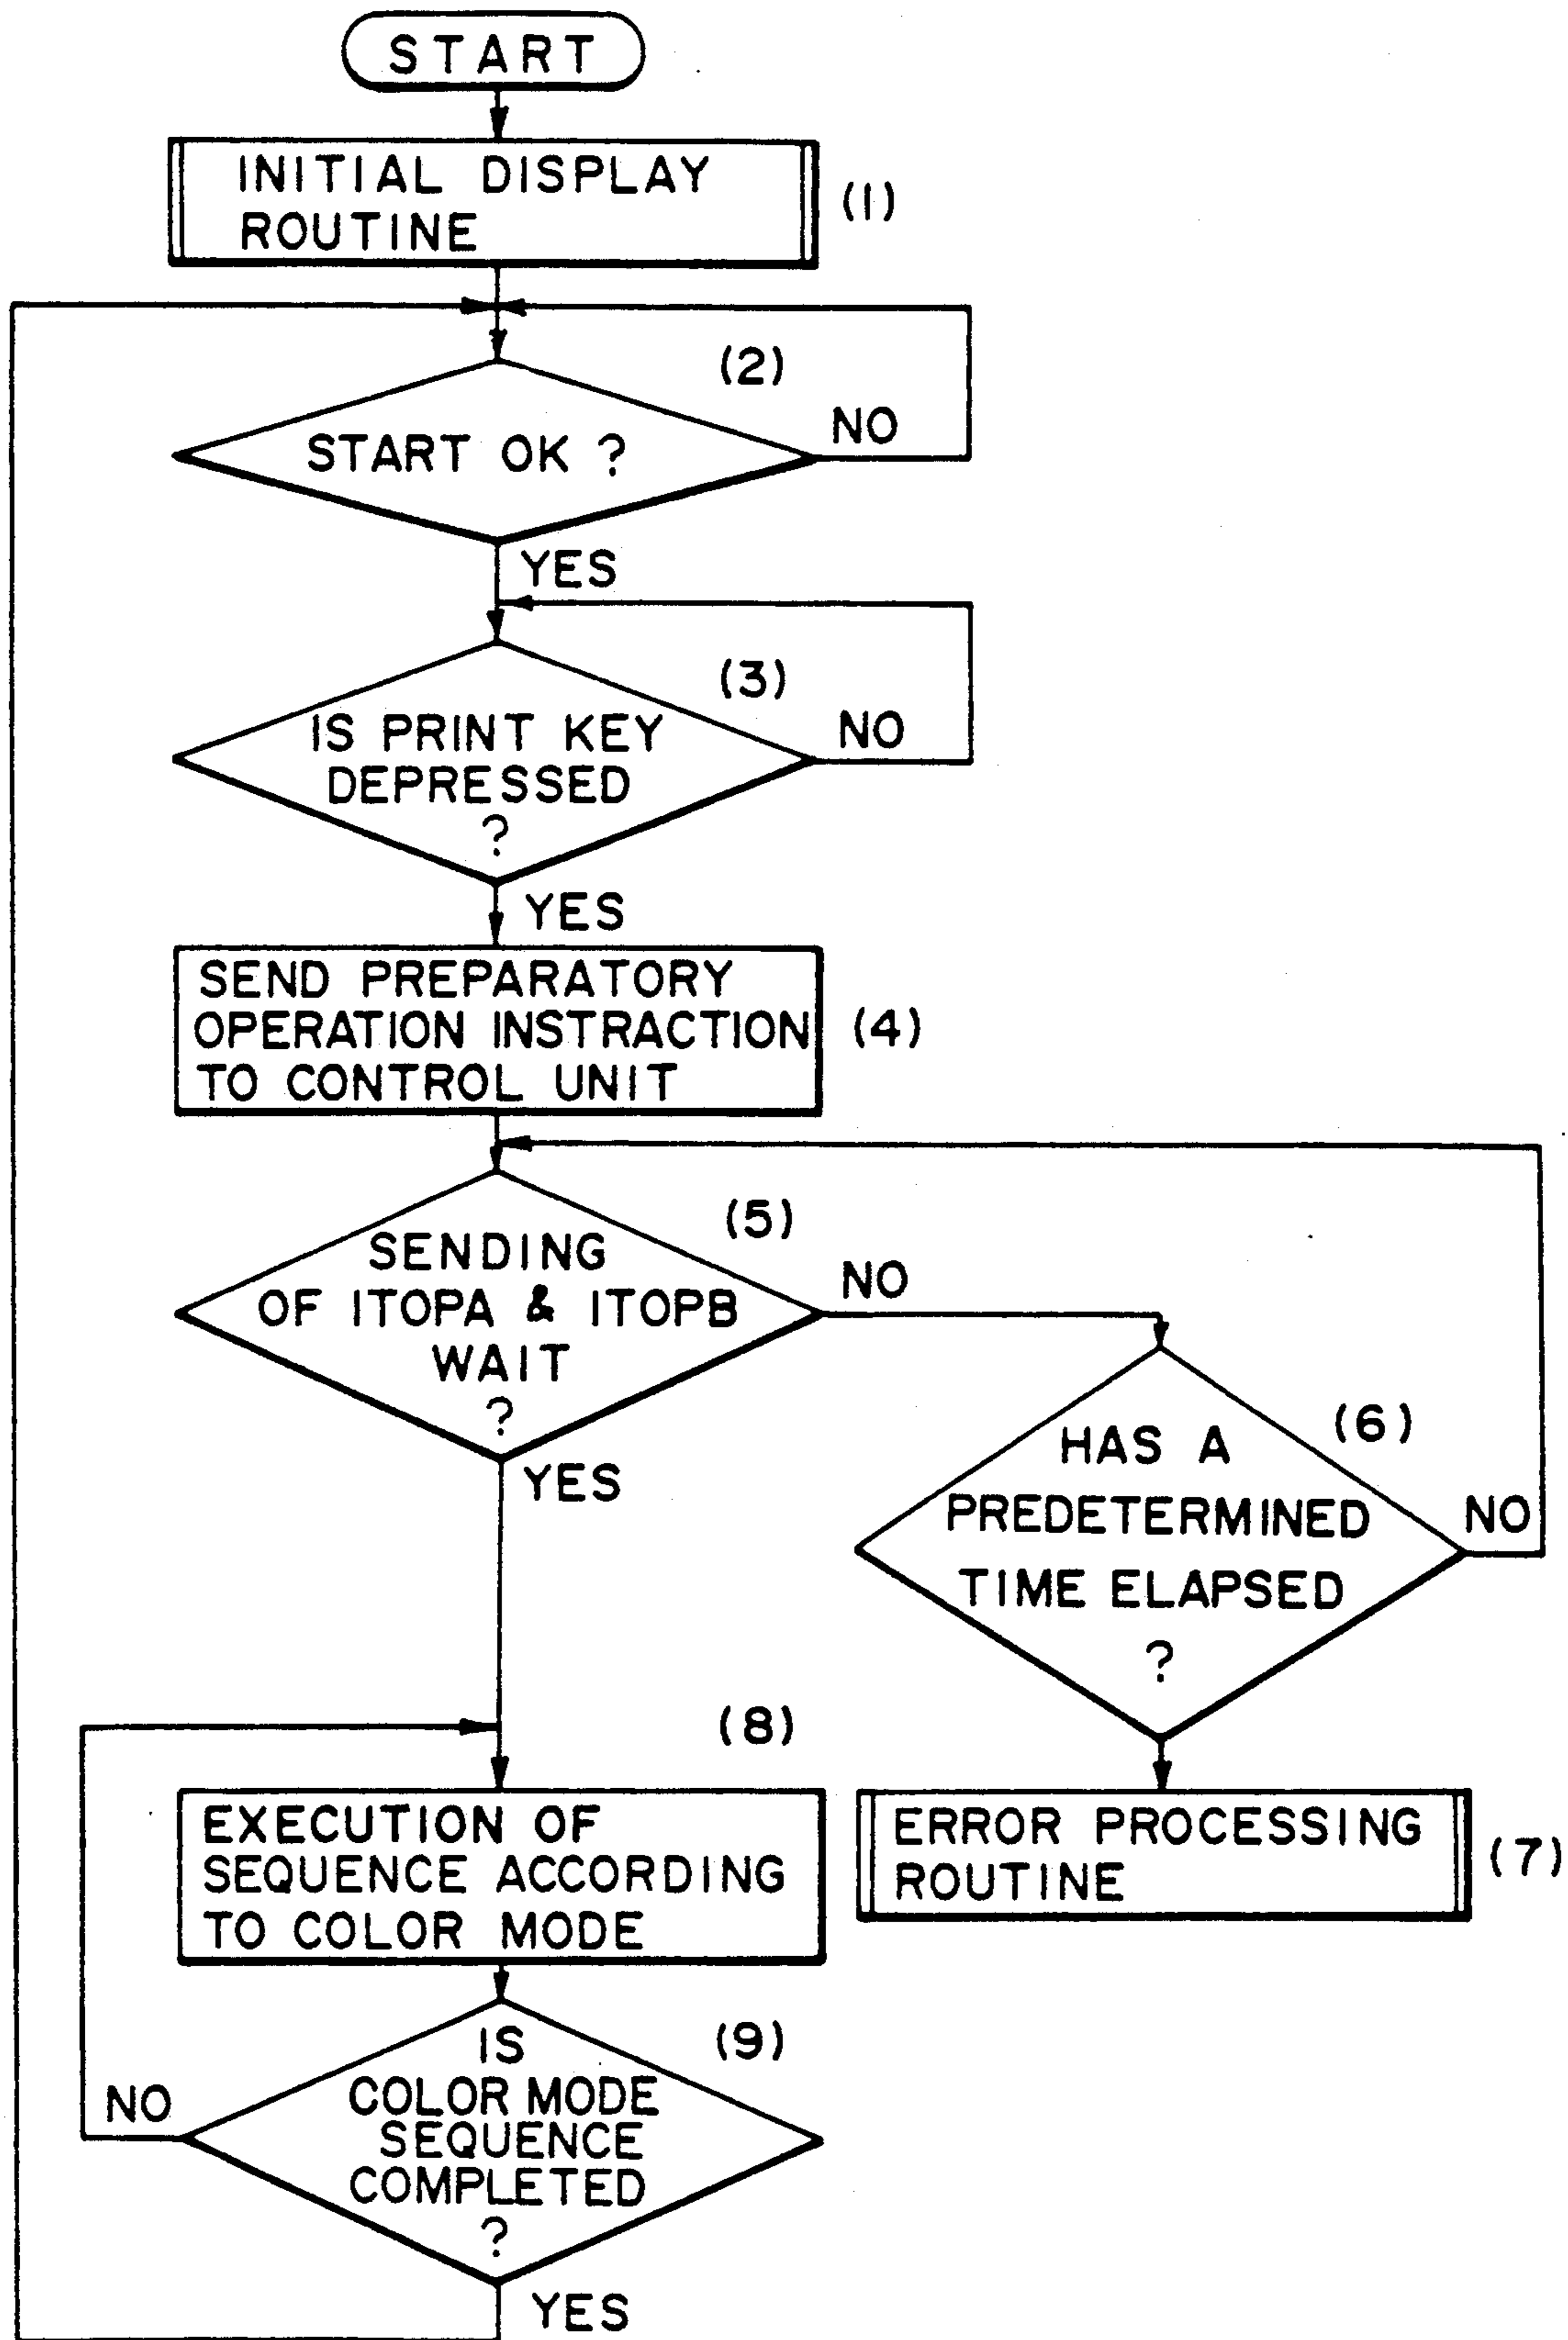 START
INITIAL DISPLAY
ROUTINE
(1)
(2)
START OK ?
NO
YES
(3)
IS PRINT KEY
DEPRESSED
?
NO
YES
SEND PREPARATORY
OPERATION INSTRACTION
TO CONTROL UNIT
(4)
(5)
SENDING
OF ITOPA & ITOPB
WAIT
?
NO
YES
(6)
HAS A
PREDETERMINED
TIME ELAPSED
?
NO
(8)
EXECUTION OF
SEQUENCE ACCORDING
TO COLOR MODE
ERROR PROCESSING
ROUTINE
(7)
(9)
IS
COLOR MODE
SEQUENCE
COMPLETED
?
NO
YES